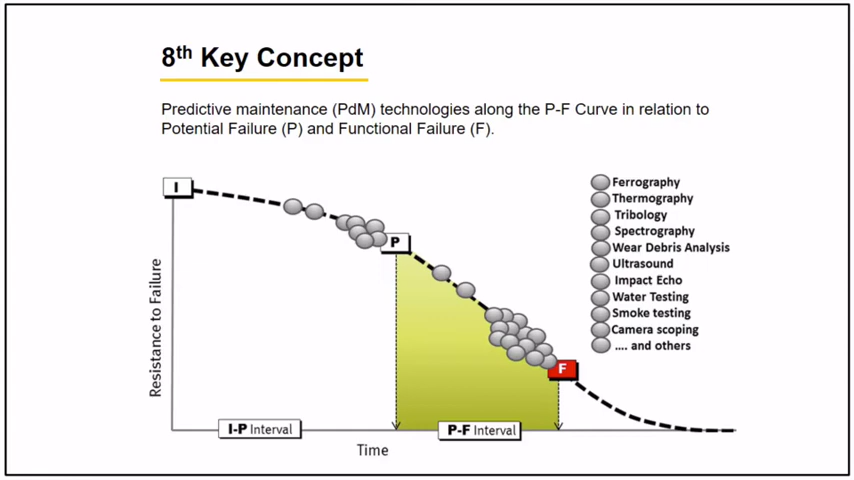 8th Key Concept
Predictive maintenance (PdM) technologies along the P-F Curve in relation to
Potential Failure (P) and Functional Failure (F).
I
P
F
Ferrography
Thermography
Tribology
Spectrography
Wear Debris Analysis
Ultrasound
Impact Echo
Water Testing
Smoke testing
Camera scoping
.... and others
Resistance to Failure
I-P Interval
P-F Interval
Time